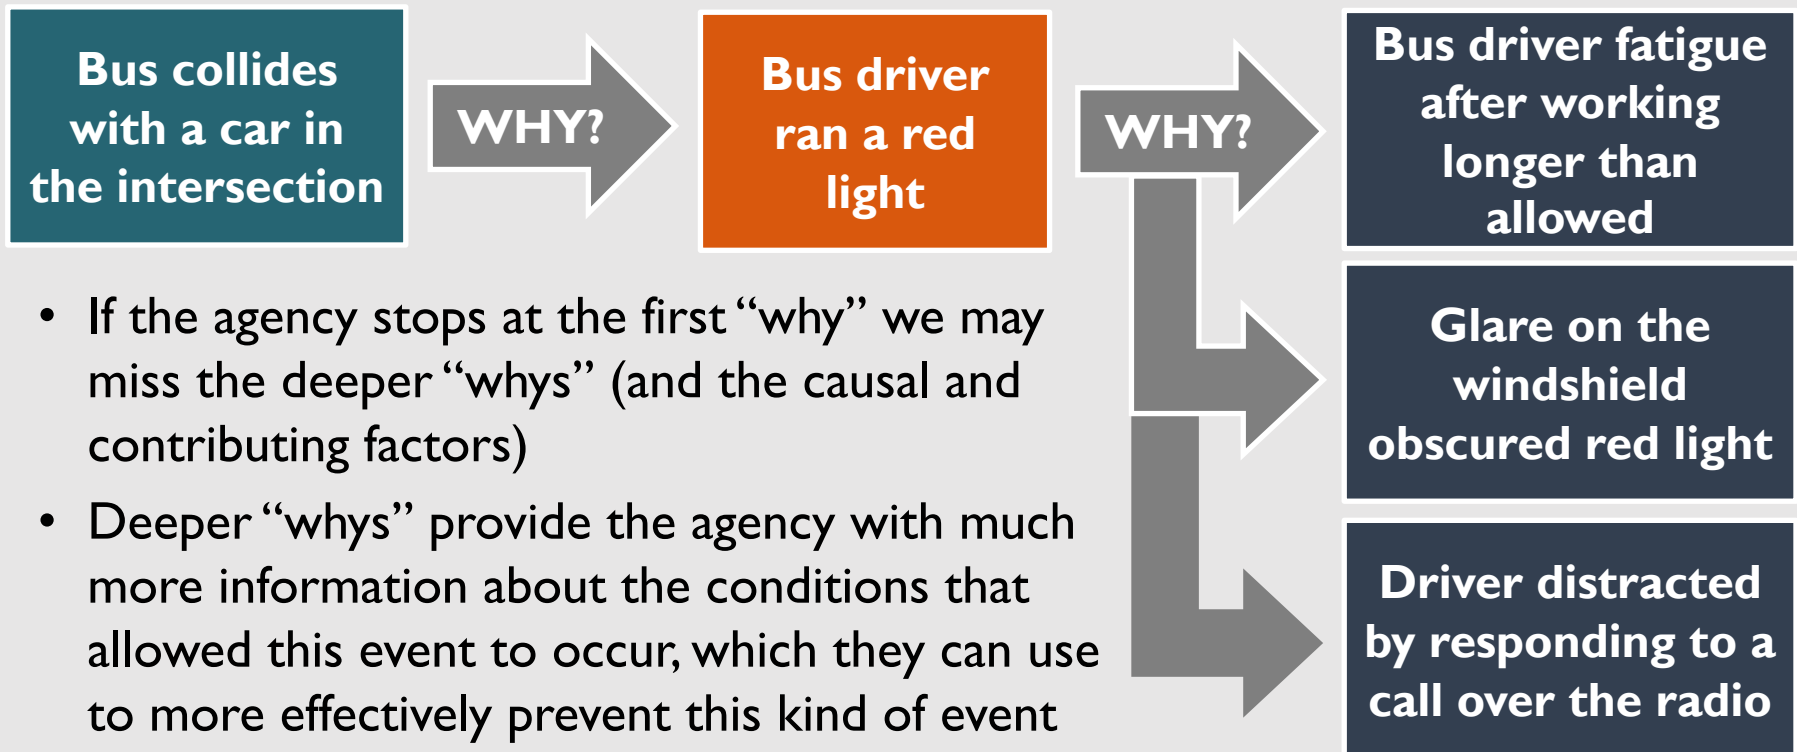 Bus collides
with a car in
the intersection
WHY?
Bus driver
ran a red
light
WHY?
Bus driver fatigue
after working
longer than
allowed
Glare on the
windshield
obscured red light
Driver distracted
by responding to a
call over the radio
• If the agency stops at the first “why” we may
miss the deeper “whys” (and the causal and
contributing factors)
• Deeper “whys” provide the agency with much
more information about the conditions that
allowed this event to occur, which they can use
to more effectively prevent this kind of event